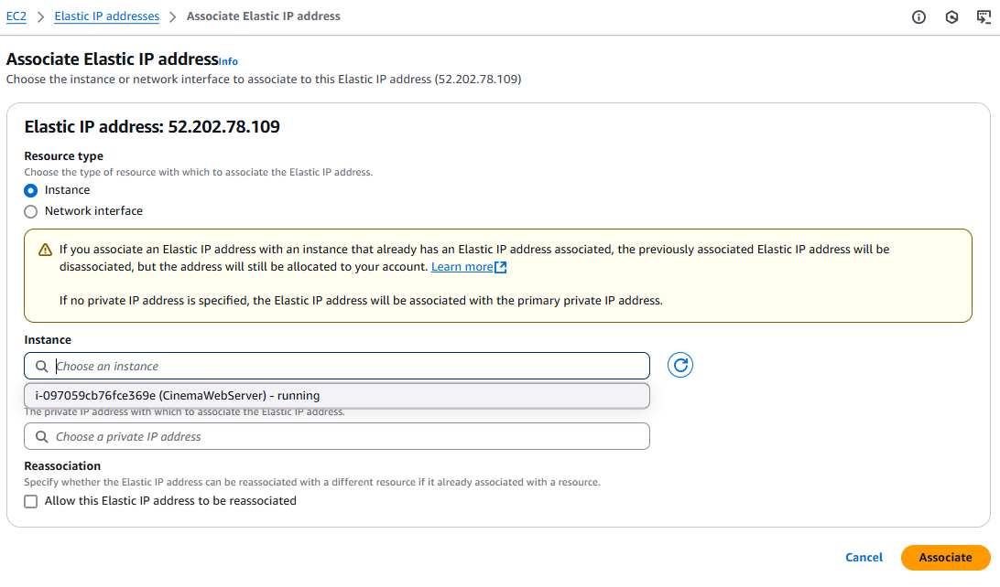 EC2 > Elastic IP addresses > Associate Elastic IP address
Associate Elastic IP address Info
Choose the instance or network interface to associate to this Elastic IP address (52.202.78.109)
Elastic IP address: 52.202.78.109
Resource type
Choose the type of resource with which to associate the Elastic IP address.
Instance
Network interface
If you associate an Elastic IP address with an instance that already has an Elastic IP address associated, the previously associated Elastic IP address will be
disassociated, but the address will still be allocated to your account. Learn more
If no private IP address is specified, the Elastic IP address will be associated with the primary private IP address.
Instance
Choose an instance
i-097059cb76fce369e (CinemaWebServer) - running
The private IP address with which to associate the Elastic IP address.
Choose a private IP address
Reassociation
Specify whether the Elastic IP address can be reassociated with a different resource if it already associated with a resource.
Allow this Elastic IP address to be reassociated
Cancel
Associate